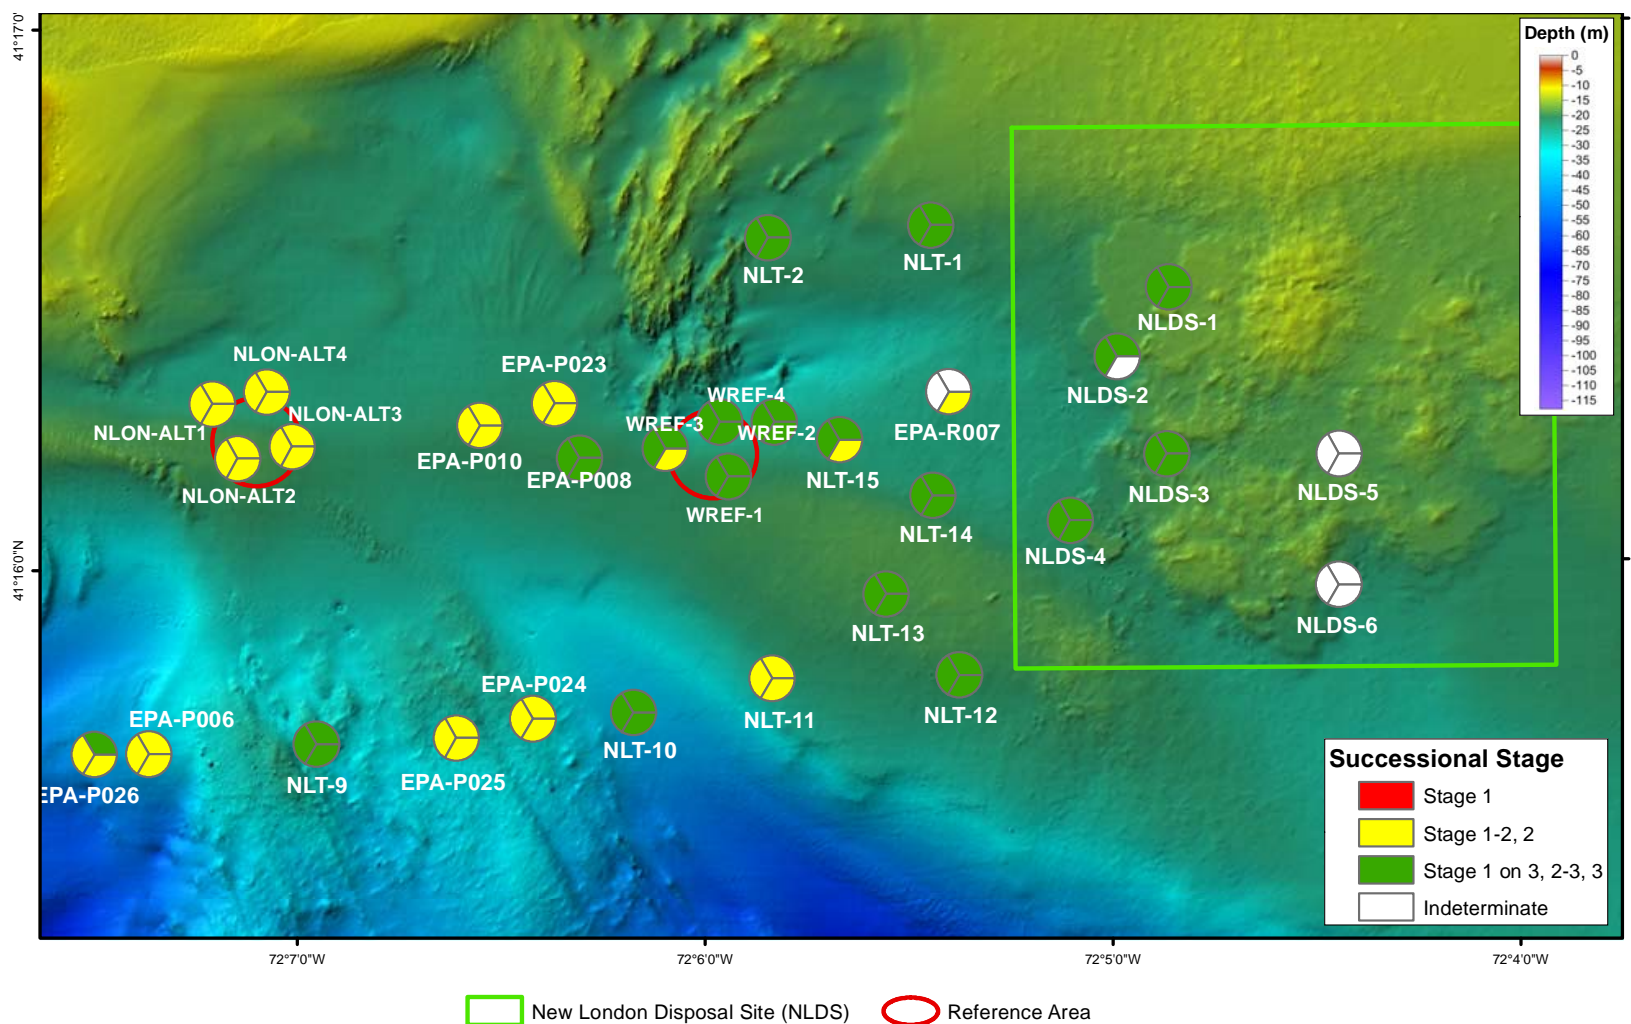 41°17'0'
Depth (m)
0
-5
-10
-15
-20
-25
-30
-35
-40
-45
-50
-55
-60
-65
-70
-75
-80
-85
-90
-95
-100
-105
-110
-115
NLT-2
NLT-1
NLDS-1
NLON-ALT4
EPA-P023
NLDS-2
WREF-4
NLON-ALT3
WREF-3
NLON-ALT1
WREF-2
EPA-R007
EPA-P010
EPA-P008
NLT-15
NLON-ALT2
NLDS-3
NLDS-5
WREF-1
NLT-14
NLDS-4
41°16'0"N
NLT-13
NLDS-6
EPA-P024
EPA-P006
NLT-11
NLT-12
NLT-10
EPA-P025
NLT-9
EPA-P026
Successional Stage
Stage 1
Stage 1-2, 2
Stage 1 on 3, 2-3, 3
Indeterminate
72°7'0"W
72°6'0"W
72°5'0"W
72°4'0"W
New London Disposal Site (NLDS)
Reference Area